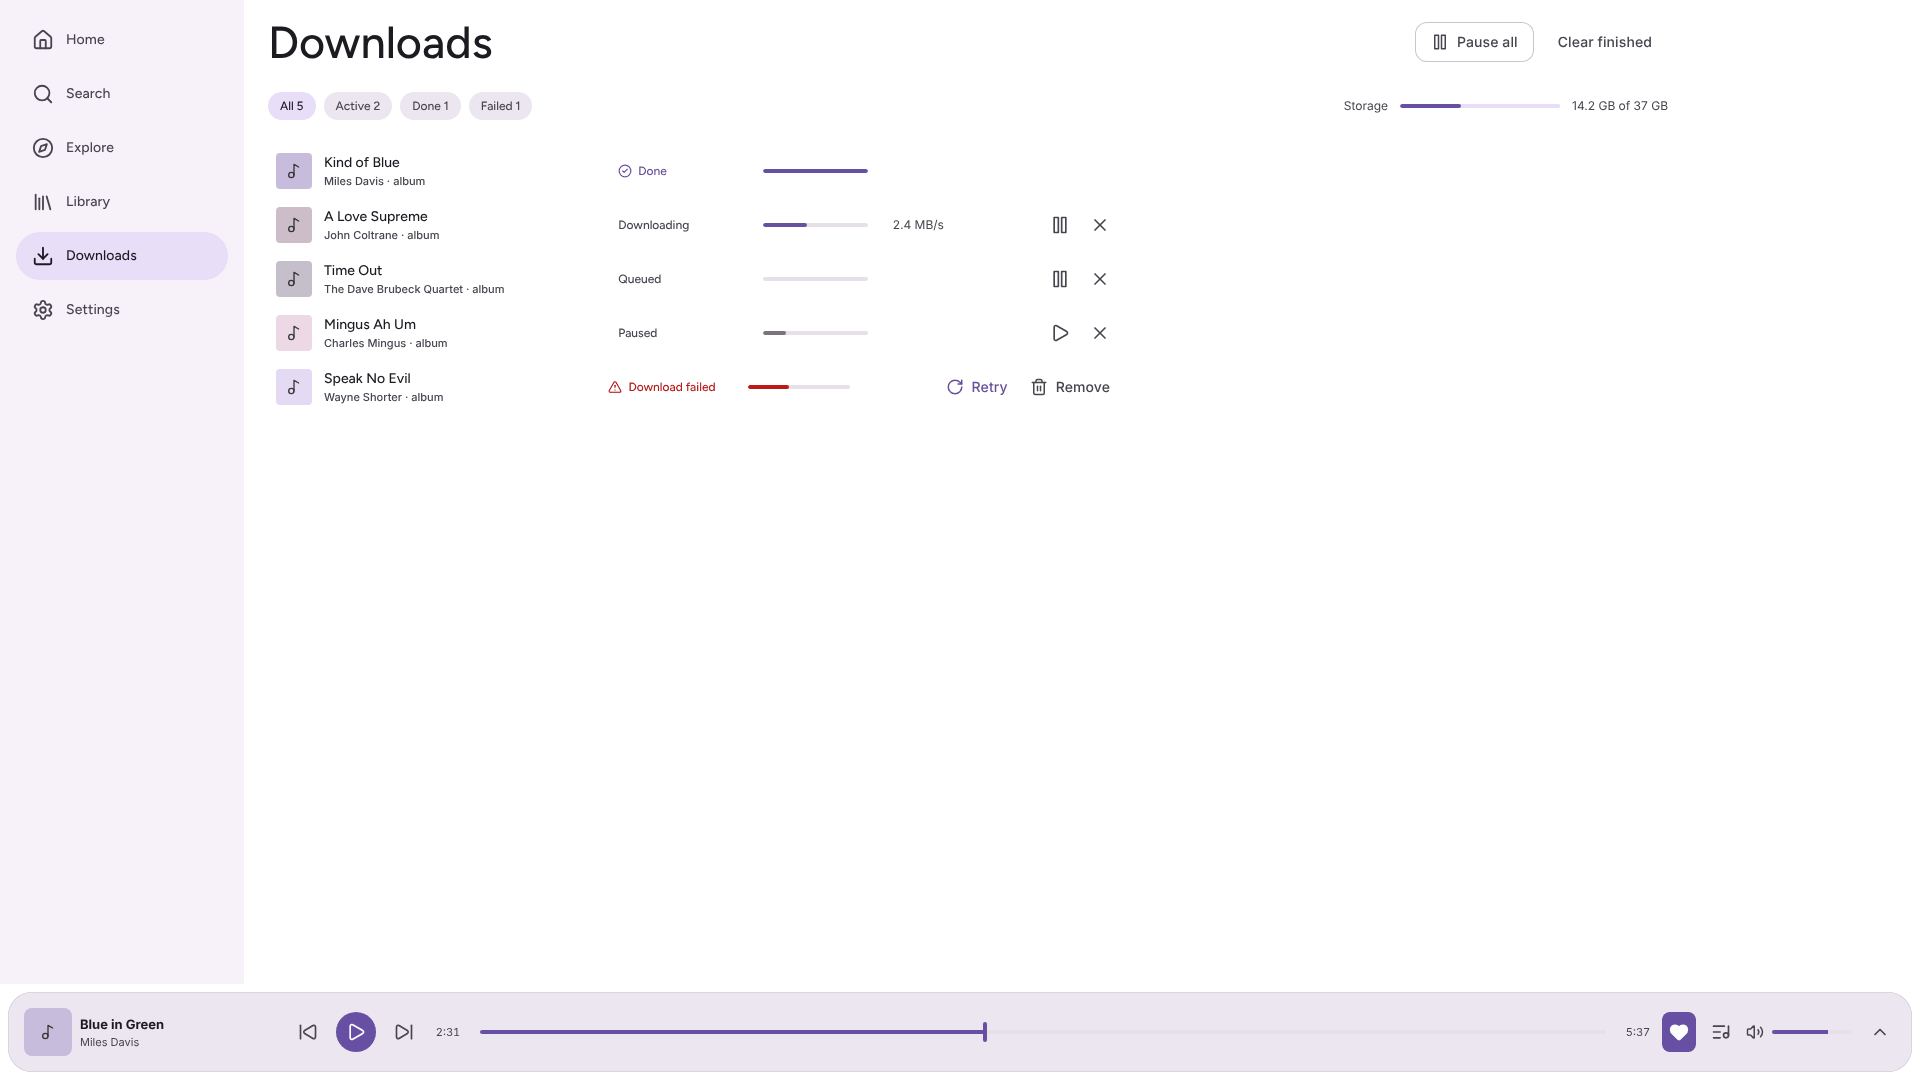 Home
Search
Explore
Library
Downloads
Settings
Downloads
Pause all
Clear finished
All 5
Active 2
Done 1
Failed 1
Storage
14.2 GB of 37 GB
Kind of Blue
Miles Davis · album
Done
A Love Supreme
John Coltrane · album
Downloading
2.4 MB/s
Time Out
The Dave Brubeck Quartet · album
Queued
Mingus Ah Um
Charles Mingus · album
Paused
Speak No Evil
Wayne Shorter · album
Download failed
Retry
Remove
Blue in Green
Miles Davis
2:31
5:37